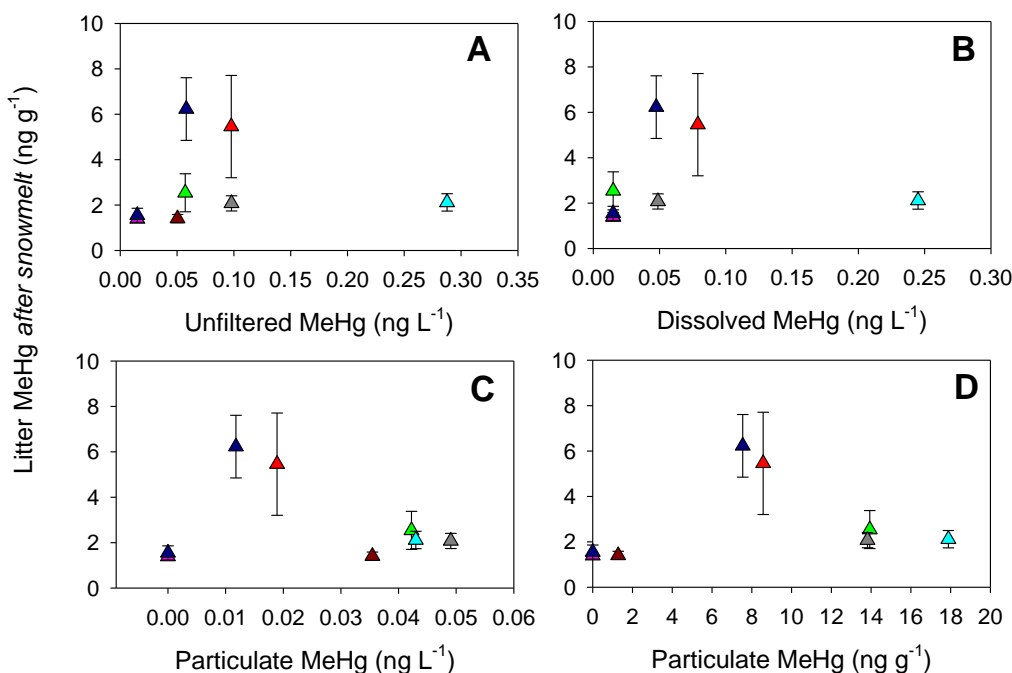 Litter MeHg after snowmelt (ng g-1)
10
8
6
4
2
0
A
0.00 0.05 0.10 0.15 0.20 0.25 0.30 0.35
Unfiltered MeHg (ng L-1)
10
8
6
4
2
0
B
0.00 0.05 0.10 0.15 0.20 0.25 0.30
Dissolved MeHg (ng L-1)
10
8
6
4
2
0
C
0.00 0.01 0.02 0.03 0.04 0.05 0.06
Particulate MeHg (ng L-1)
10
8
6
4
2
0
D
0 2 4 6 8 10 12 14 16 18 20
Particulate MeHg (ng g-1)